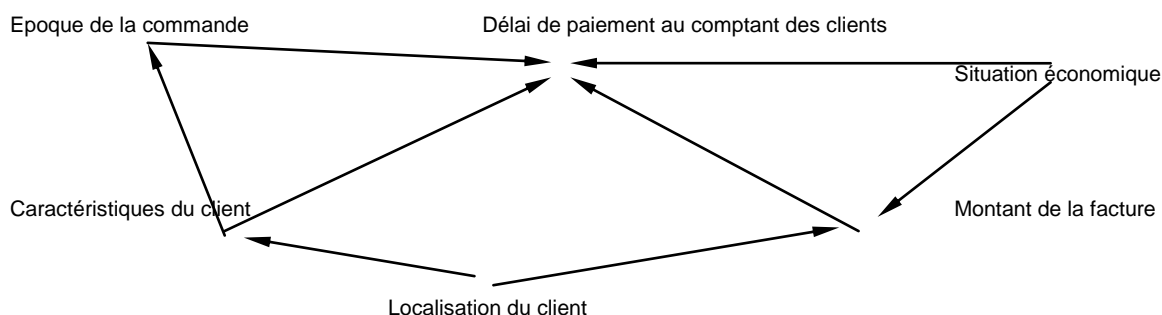 Epoque de la commande
Délai de paiement au comptant des clients
Situation économique
Caractéristiques du client
Montant de la facture
Localisation du client